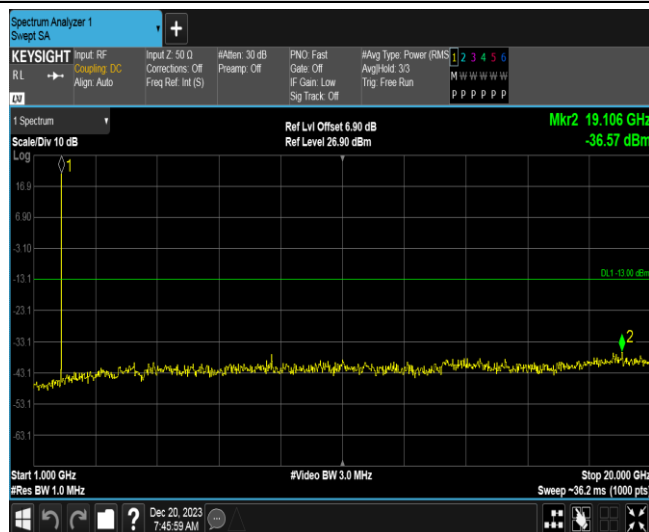 Spectrum Analyzer 1
Swept SA
+
KEYSIGHT
RL
LXI
Input: RF
Coupling: DC
Align: Auto
Input Z: 50 Ω
Corrections: Off
Freq Ref: Int (S)
#Atten: 30 dB
Preamp: Off
PNO: Fast
Gate: Off
IF Gain: Low
Sig Track: Off
#Avg Type: Power (RMS
Avg|Hold: 3/3
Trig: Free Run
1 2 3 4 5 6
M W W W W W
P P P P P P
1 Spectrum
Scale/Div 10 dB
Log
Ref Lvl Offset 6.90 dB
Ref Level 26.90 dBm
Mkr2 19.106 GHz
-36.57 dBm
1
16.9
6.90
-3.10
-13.1
DL1 -13.00 dBm
-23.1
-33.1
2
-43.1
-53.1
-63.1
Start 1.000 GHz
#Res BW 1.0 MHz
#Video BW 3.0 MHz
Stop 20.000 GHz
Sweep ~36.2 ms (1000 pts)
?
Dec 20, 2023
7:45:59 AM